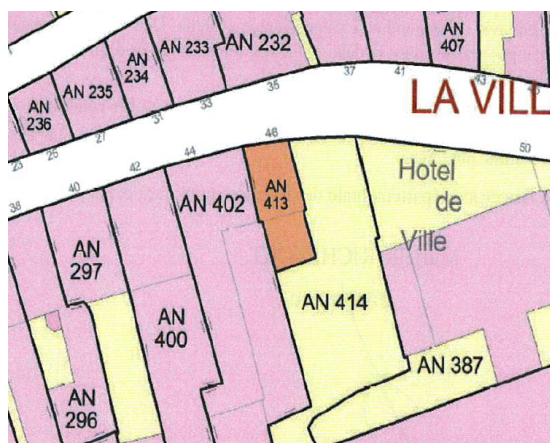 AN 232
AN
233
AN
234
AN 235
AN
236
AN
407
37
41
43
45
35
33
31
27
25
23
LA VILL
46
50
44
42
40
38
Hotel
de
Ville
AN
413
AN 402
AN
297
AN 414
AN
400
AN 387
AN
296